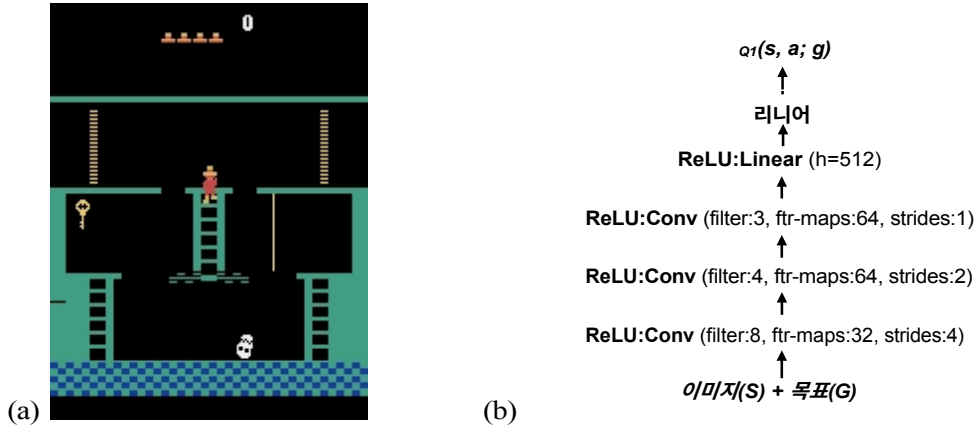 0
(a)
Q1(s, a; g)
리니어
ReLU:Linear (h=512)
ReLU:Conv (filter:3, ftr-maps:64, strides:1)
ReLU:Conv (filter:4, ftr-maps:64, strides:2)
ReLU:Conv (filter:8, ftr-maps:32, strides:4)
이미지(S) + 목표(G)
(b)